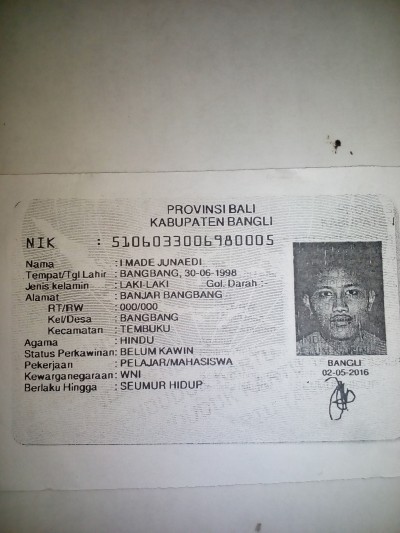 PROVINSI BALI
KABUPATEN BANGLI
NIK : 5106033006980005
Nama : I MADE JUNAEDI
Tempat/Tgl Lahir : BANGBANG, 30-06-1998
Jenis kelamin : LAKI-LAKI Gol. Darah :-
Alamat : BANJAR BANGBANG
RT/RW : 000/000
Kel/Desa : BANGBANG
Kecamatan : TEMBUKU
Agama : HINDU
Status Perkawinan: BELUM KAWIN
Pekerjaan : PELAJAR/MAHASISWA
Kewarganegaraan: WNI
Berlaku Hingga : SEUMUR HIDUP
BANGLI
02-05-2016